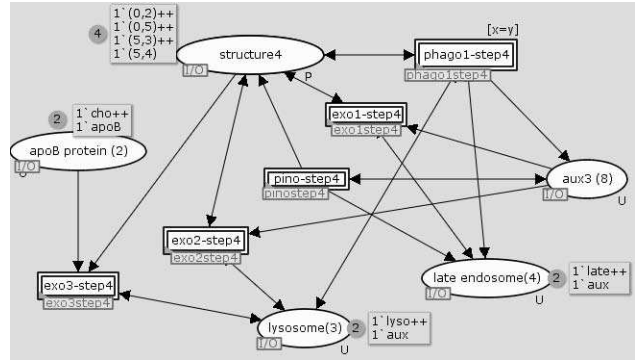 4
1`(0,2)++
1`(0,5)++
1`(5,3)++
1`(5,4)
structure4
I/O
P
[x=y]
phago1-step4
phago1step4
2
1`cho++
1`apoB
apoB protein (2)
I/O
exo1-step4
exo1step4
pino-step4
pinostep4
aux3 (8)
I/O
U
exo2-step4
exo2step4
exo3-step4
exo3step4
late endosome(4)
I/O
U
2
1`late++
1`aux
lysosome(3)
I/O
U
2
1`lyso++
1`aux